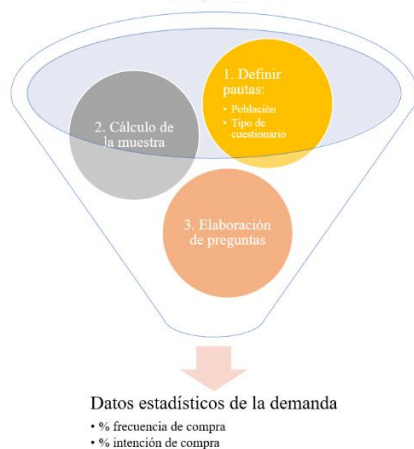 1. Definir
pautas:
• Población
• Tipo de
cuestionario
2. Cálculo de
la muestra
3. Elaboración
de preguntas
Datos estadísticos de la demanda
• % frecuencia de compra
• % intención de compra